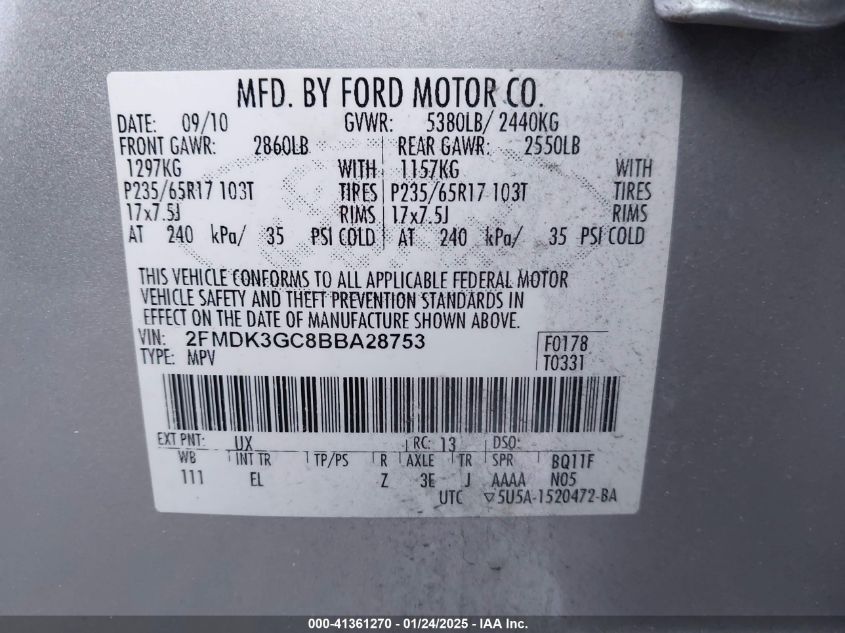 MFD. BY FORD MOTOR CO.
DATE: 09/10 GVWR: 5380LB/ 2440KG
FRONT GAWR: 2860LB REAR GAWR: 2550LB
1297KG WITH 1157KG WITH
P235/65R17 103T TIRES P235/65R17 103T TIRES
17x7.5J RIMS 17x7.5J RIMS
AT 240 kPa/ 35 PSI COLD AT 240 kPa/ 35 PSI COLD
THIS VEHICLE CONFORMS TO ALL APPLICABLE FEDERAL MOTOR
VEHICLE SAFETY AND THEFT PREVENTION STANDARDS IN
EFFECT ON THE DATE OF MANUFACTURE SHOWN ABOVE.
VIN: 2FMDK3GC8BBA28753 F0178
TYPE: MPV T0331
EXT PNT: UX RC: 13 DSO:
WB INT TR TP/PS R AXLE TR SPR BQ11F
111 EL Z 3E J AAAA N05
UTC ▽5U5A-1520472-BA
000-41361270 - 01/24/2025 - IAA Inc.